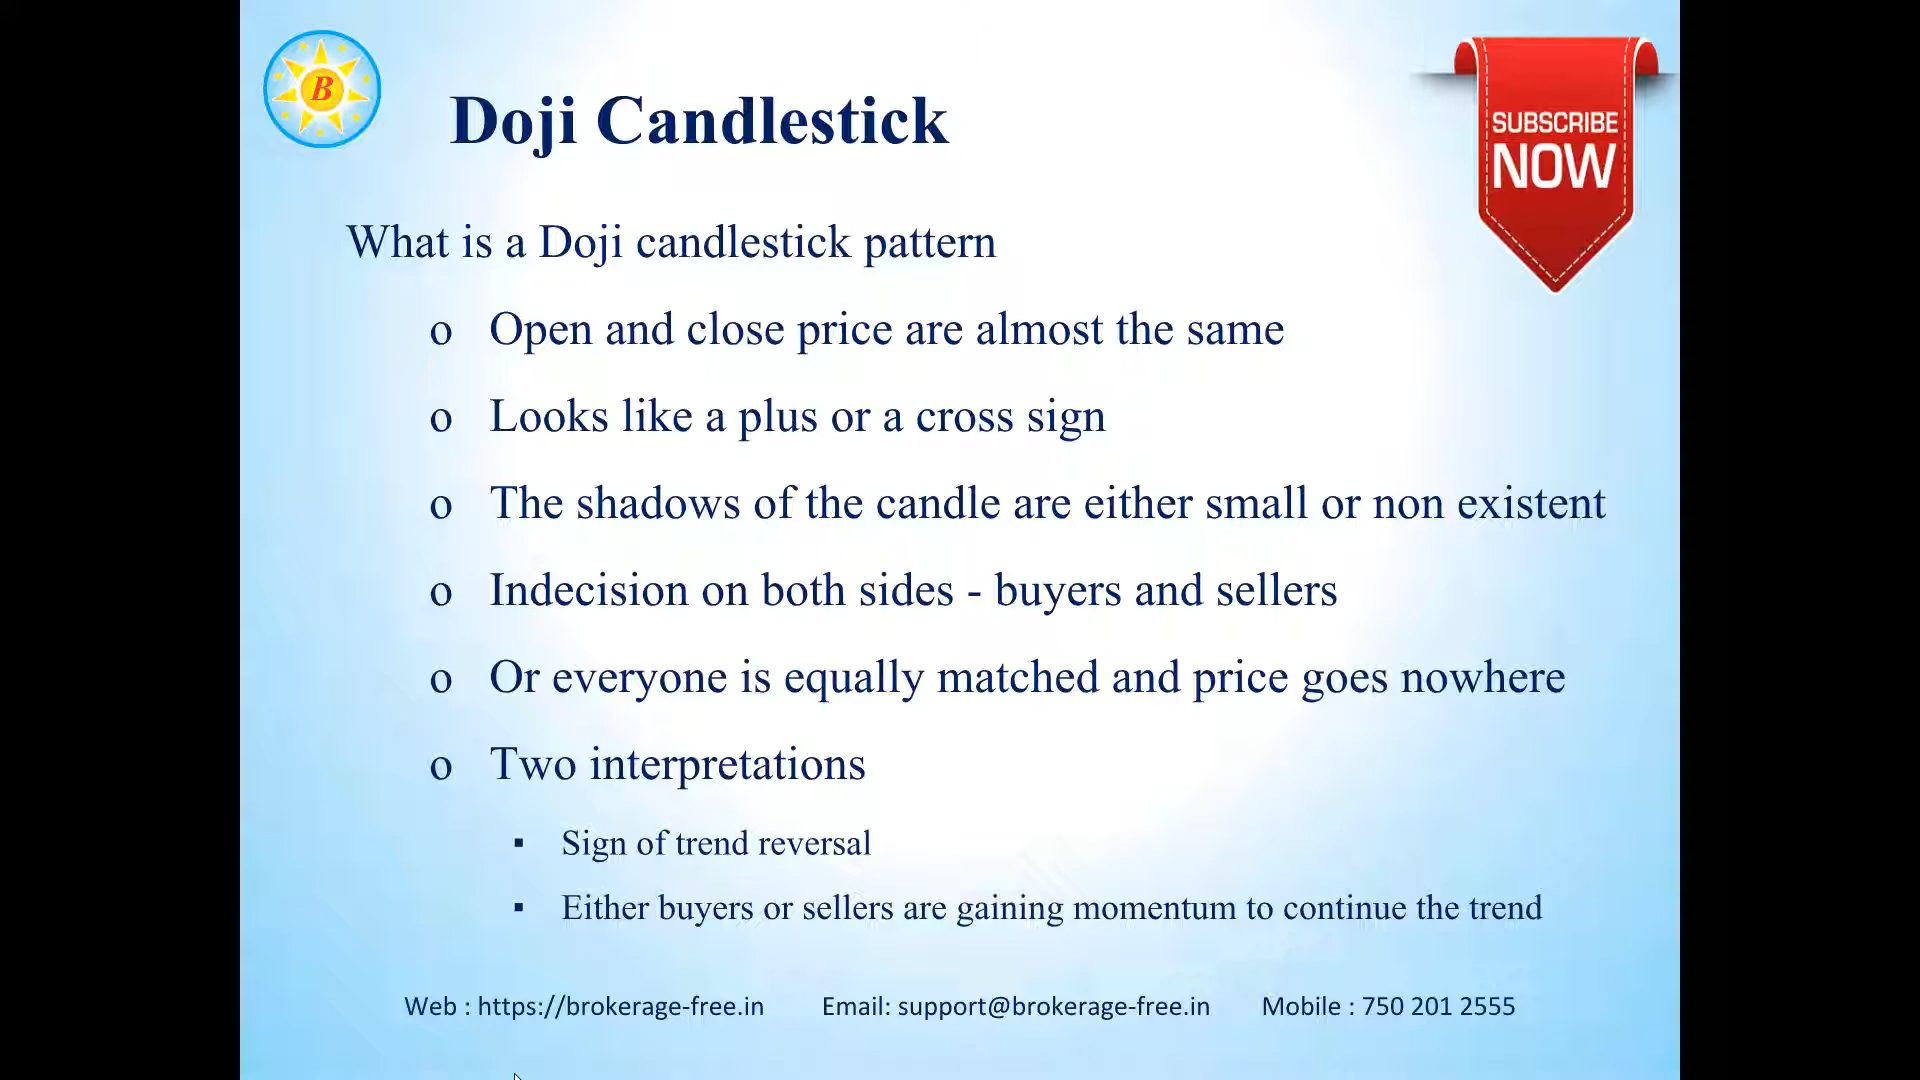 B
Doji Candlestick
SUBSCRIBE
NOW
What is a Doji candlestick pattern
o Open and close price are almost the same
o Looks like a plus or a cross sign
o The shadows of the candle are either small or non existent
o Indecision on both sides - buyers and sellers
o Or everyone is equally matched and price goes nowhere
o Two interpretations
▪ Sign of trend reversal
▪ Either buyers or sellers are gaining momentum to continue the trend
Web : https://brokerage-free.in Email: support@brokerage-free.in Mobile : 750 201 2555